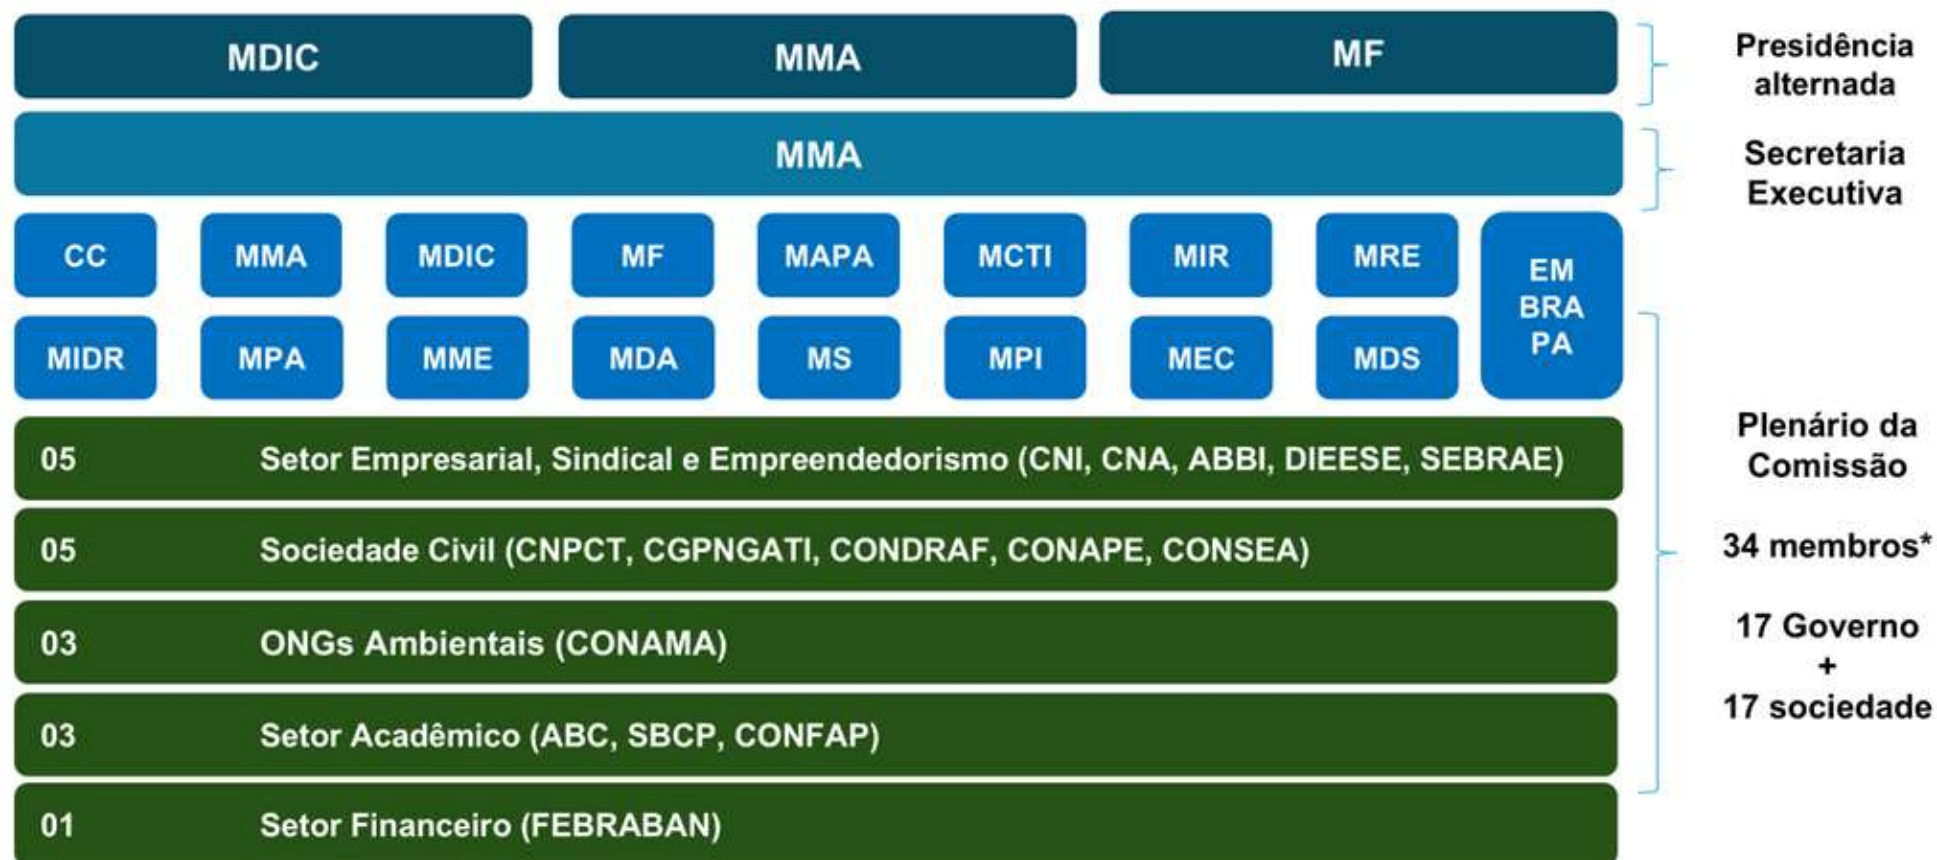 MDIC
MMA
MF
Presidência
alternada
MMA
Secretaria
Executiva
CC
MMA
MDIC
MF
MAPA
MCTI
MIR
MRE
EM
BRA
PA
MIDR
MPA
MME
MDA
MS
MPI
MEC
MDS
05 Setor Empresarial, Sindical e Empreendedorismo (CNI, CNA, ABBI, DIEESE, SEBRAE)
05 Sociedade Civil (CNPCT, CGPNGATI, CONDRAF, CONAPE, CONSEA)
03 ONGs Ambientais (CONAMA)
03 Setor Acadêmico (ABC, SBCP, CONFAP)
01 Setor Financeiro (FEBRABAN)
Plenário da
Comissão
34 membros*
17 Governo
+
17 sociedade